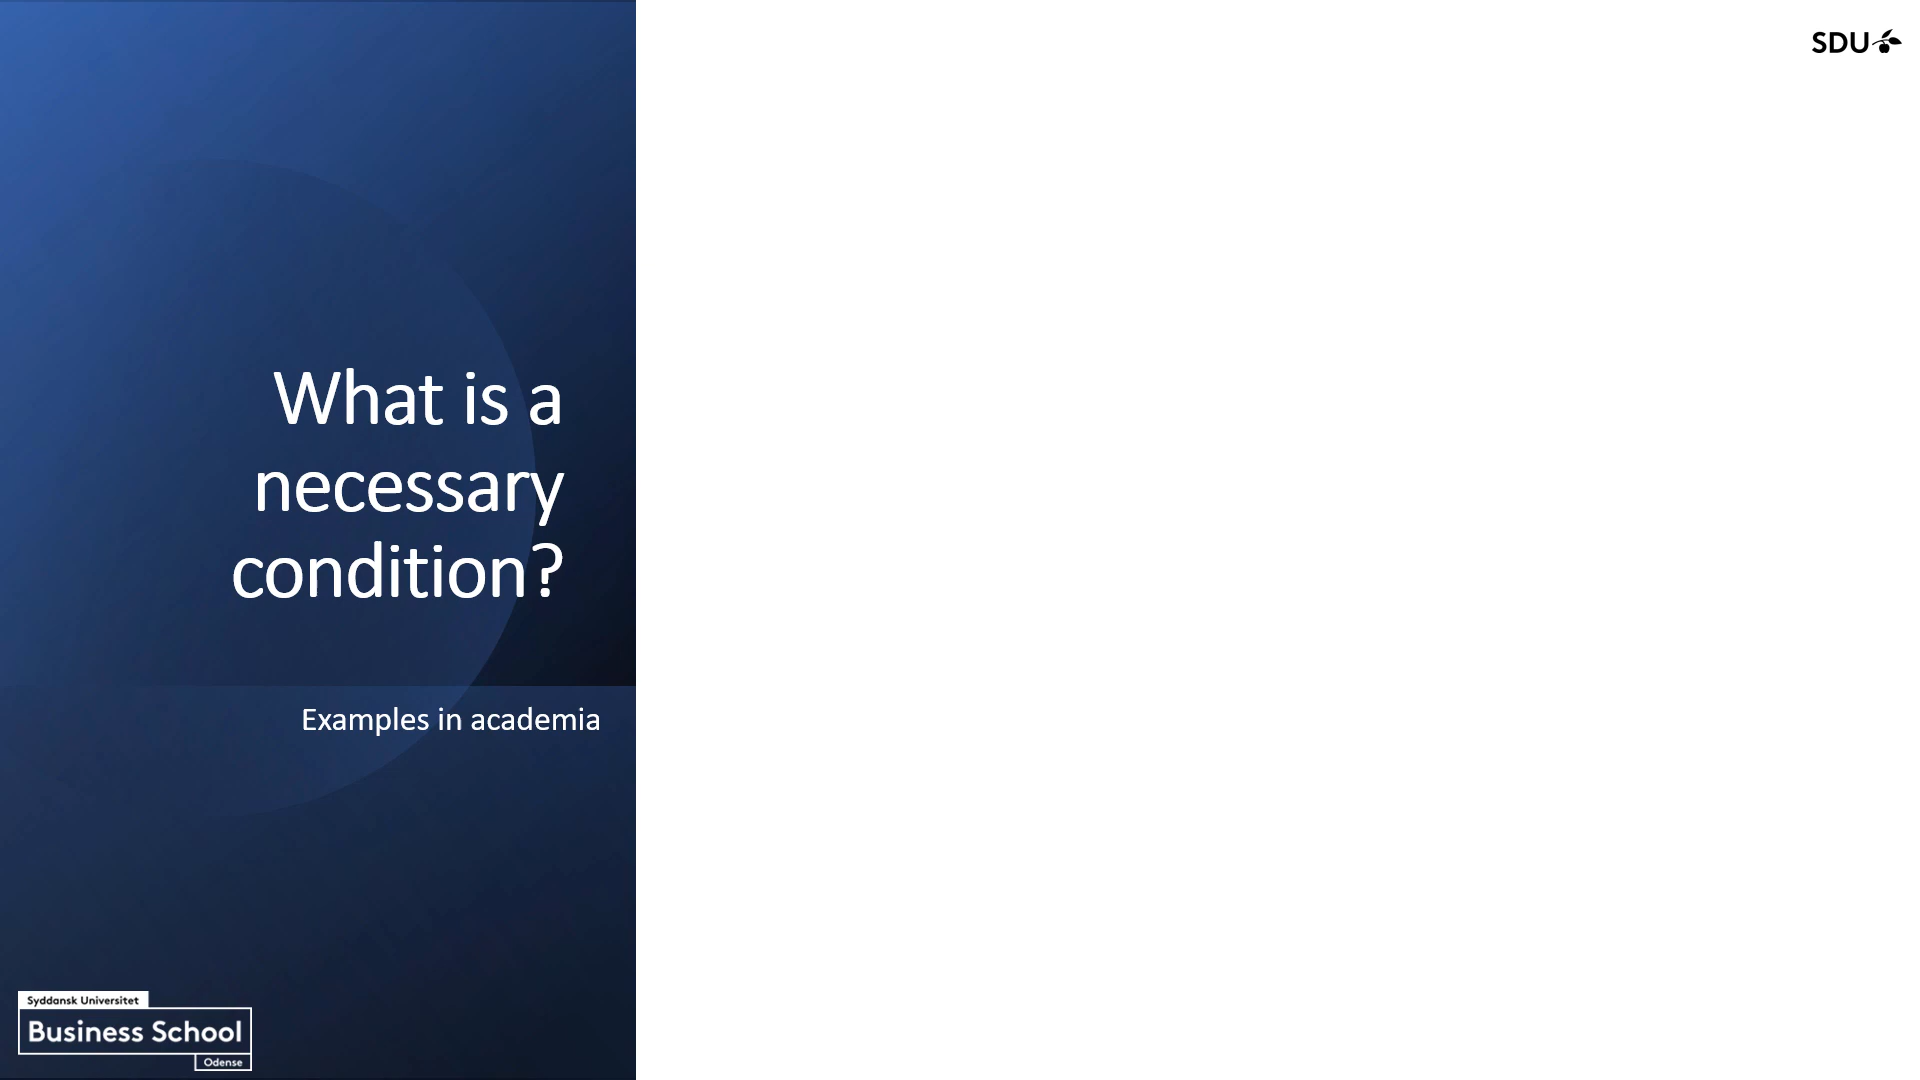 SDU
What is a
necessary
condition?
Examples in academia
Syddansk Universitet
Business School
Odense